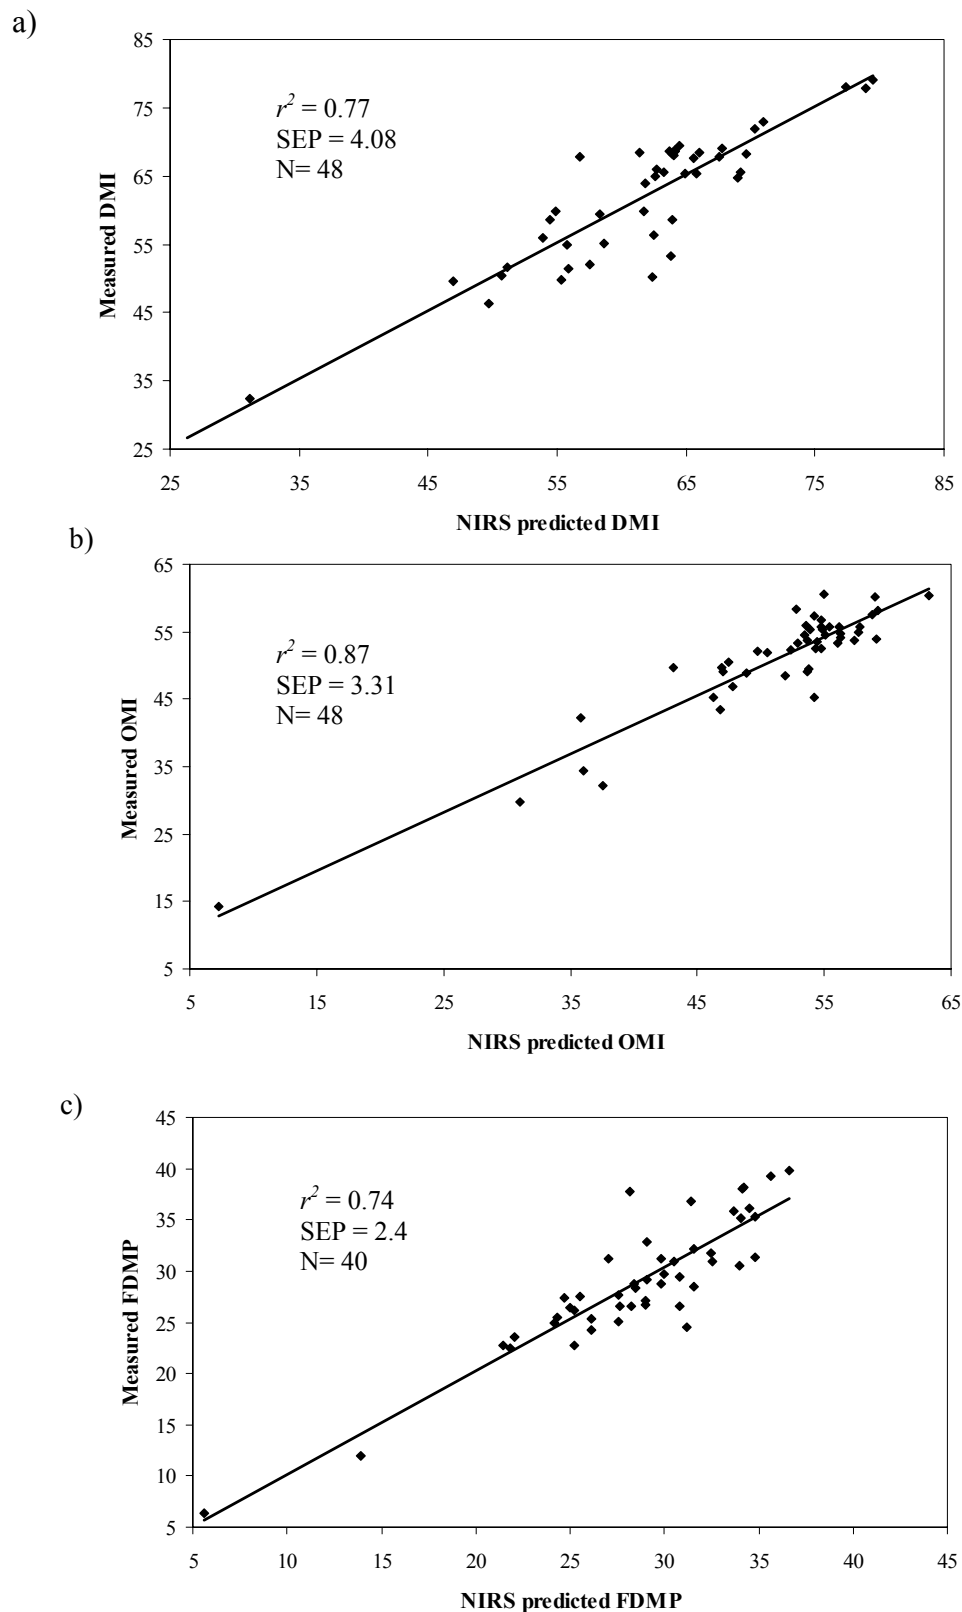 a)
85
75
65
55
45
35
25
r² = 0.77
SEP = 4.08
N= 48
Measured DMI
25 35 45 55 65 75 85
NIRS predicted DMI
b)
65
55
45
35
25
15
5
r² = 0.87
SEP = 3.31
N= 48
Measured OMI
5 15 25 35 45 55 65
NIRS predicted OMI
c)
45
40
35
30
25
20
15
10
5
r² = 0.74
SEP = 2.4
N= 40
Measured FDMP
5 10 15 20 25 30 35 40 45
NIRS predicted FDMP